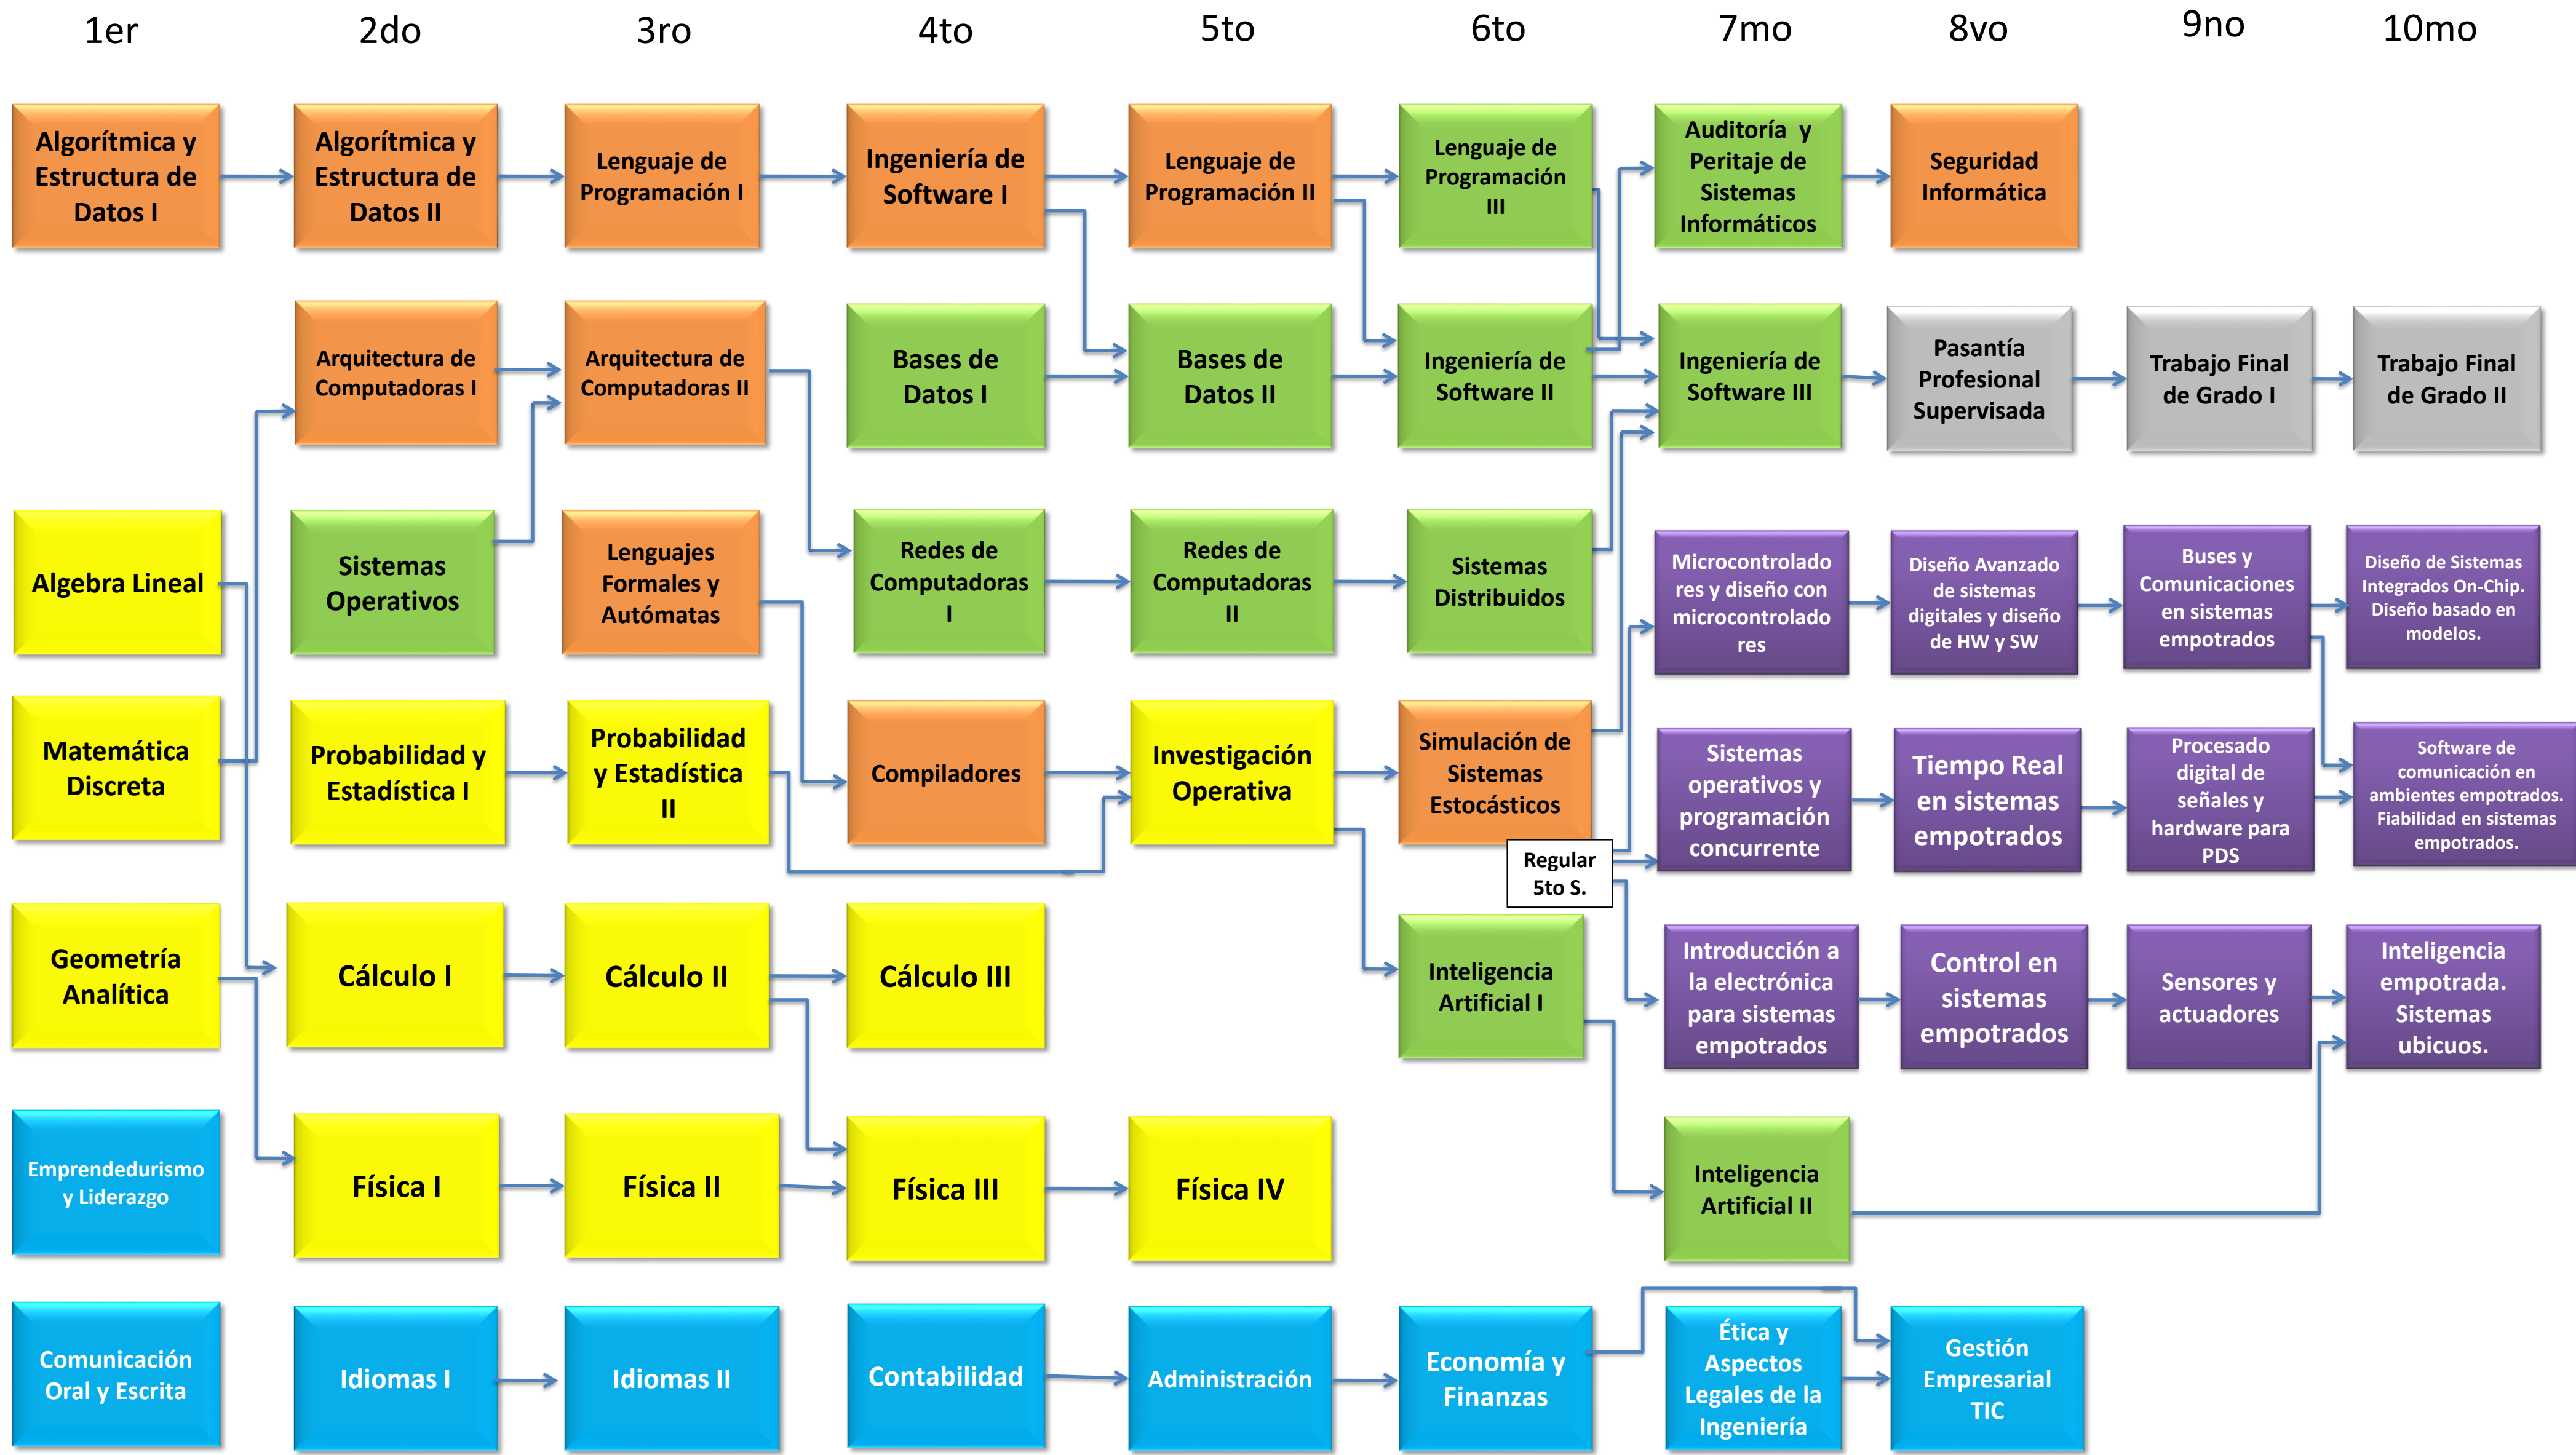 1er
2do
3ro
4to
5to
6to
7mo
8vo
9no
10mo
Algorítmica y
Estructura de
Datos I
Algorítmica y
Estructura de
Datos II
Lenguaje de
Programación I
Ingeniería de
Software I
Lenguaje de
Programación II
Lenguaje de
Programación
III
Auditoría y
Peritaje de
Sistemas
Informáticos
Seguridad
Informática
Arquitectura de
Computadoras I
Arquitectura de
Computadoras II
Bases de
Datos I
Bases de
Datos II
Ingeniería de
Software II
Ingeniería de
Software III
Pasantía
Profesional
Supervisada
Trabajo Final
de Grado I
Trabajo Final
de Grado II
Algebra Lineal
Sistemas
Operativos
Lenguajes
Formales y
Autómatas
Redes de
Computadoras
I
Redes de
Computadoras
II
Sistemas
Distribuidos
Microcontrolado
res y diseño con
microcontrolado
res
Diseño Avanzado
de sistemas
digitales y diseño
de HW y SW
Buses y
Comunicaciones
en sistemas
empotrados
Diseño de Sistemas
Integrados On-Chip.
Diseño basado en
modelos.
Matemática
Discreta
Probabilidad y
Estadística I
Probabilidad
y Estadística
II
Compiladores
Investigación
Operativa
Simulación de
Sistemas
Estocásticos
Sistemas
operativos y
programación
concurrente
Tiempo Real
en sistemas
empotrados
Procesado
digital de
señales y
hardware para
PDS
Software de
comunicación en
ambientes empotrados.
Fiabilidad en sistemas
empotrados.
Regular
5to S.
Geometría
Analítica
Cálculo I
Cálculo II
Cálculo III
Inteligencia
Artificial I
Introducción a
la electrónica
para sistemas
empotrados
Control en
sistemas
empotrados
Sensores y
actuadores
Inteligencia
empotrada.
Sistemas
ubicuos.
Emprendedurismo
y Liderazgo
Física I
Física II
Física III
Física IV
Inteligencia
Artificial II
Comunicación
Oral y Escrita
Idiomas I
Idiomas II
Contabilidad
Administración
Economía y
Finanzas
Ética y
Aspectos
Legales de la
Ingeniería
Gestión
Empresarial
TIC